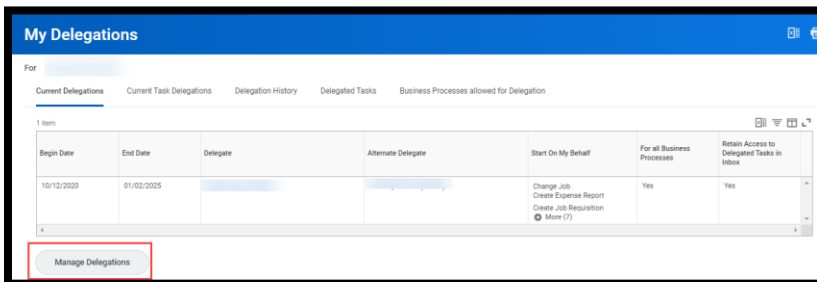 My Delegations
For
Current Delegations Current Task Delegations Delegation History Delegated Tasks Business Processes allowed for Delegation
1 item
Begin Date End Date Delegate Alternate Delegate Start On My Behalf For all Business Processes Retain Access to Delegated Tasks in Inbox
10/12/2020 01/02/2025 Change Job Yes Yes
Create Expense Report
Create Job Requisition
More (7)
Manage Delegations